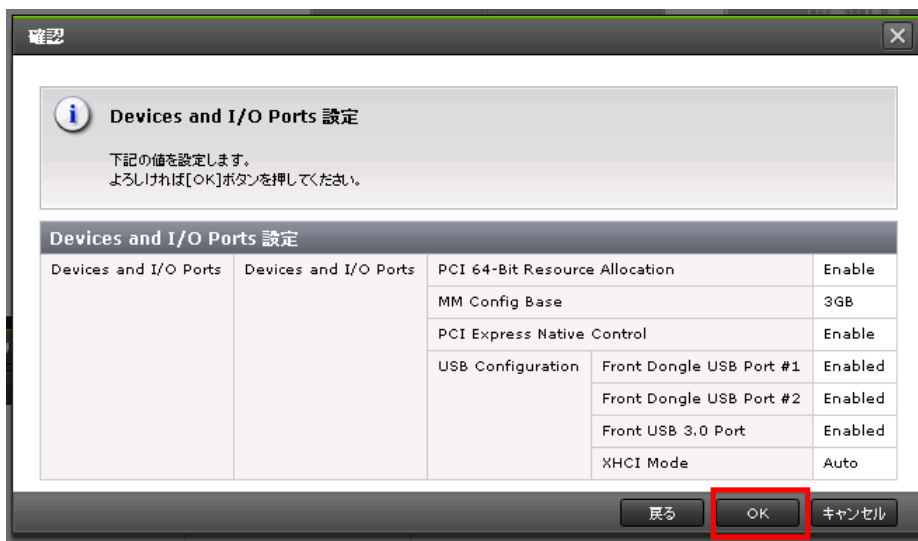 確認
Devices and I/O Ports 設定
下記の値を設定します。
よろしければ[OK]ボタンを押してください。
Devices and I/O Ports 設定
Devices and I/O Ports Devices and I/O Ports PCI 64-Bit Resource Allocation Enable
MM Config Base 3GB
PCI Express Native Control Enable
USB Configuration Front Dongle USB Port #1 Enabled
Front Dongle USB Port #2 Enabled
Front USB 3.0 Port Enabled
XHCI Mode Auto
戻る OK キャンセル